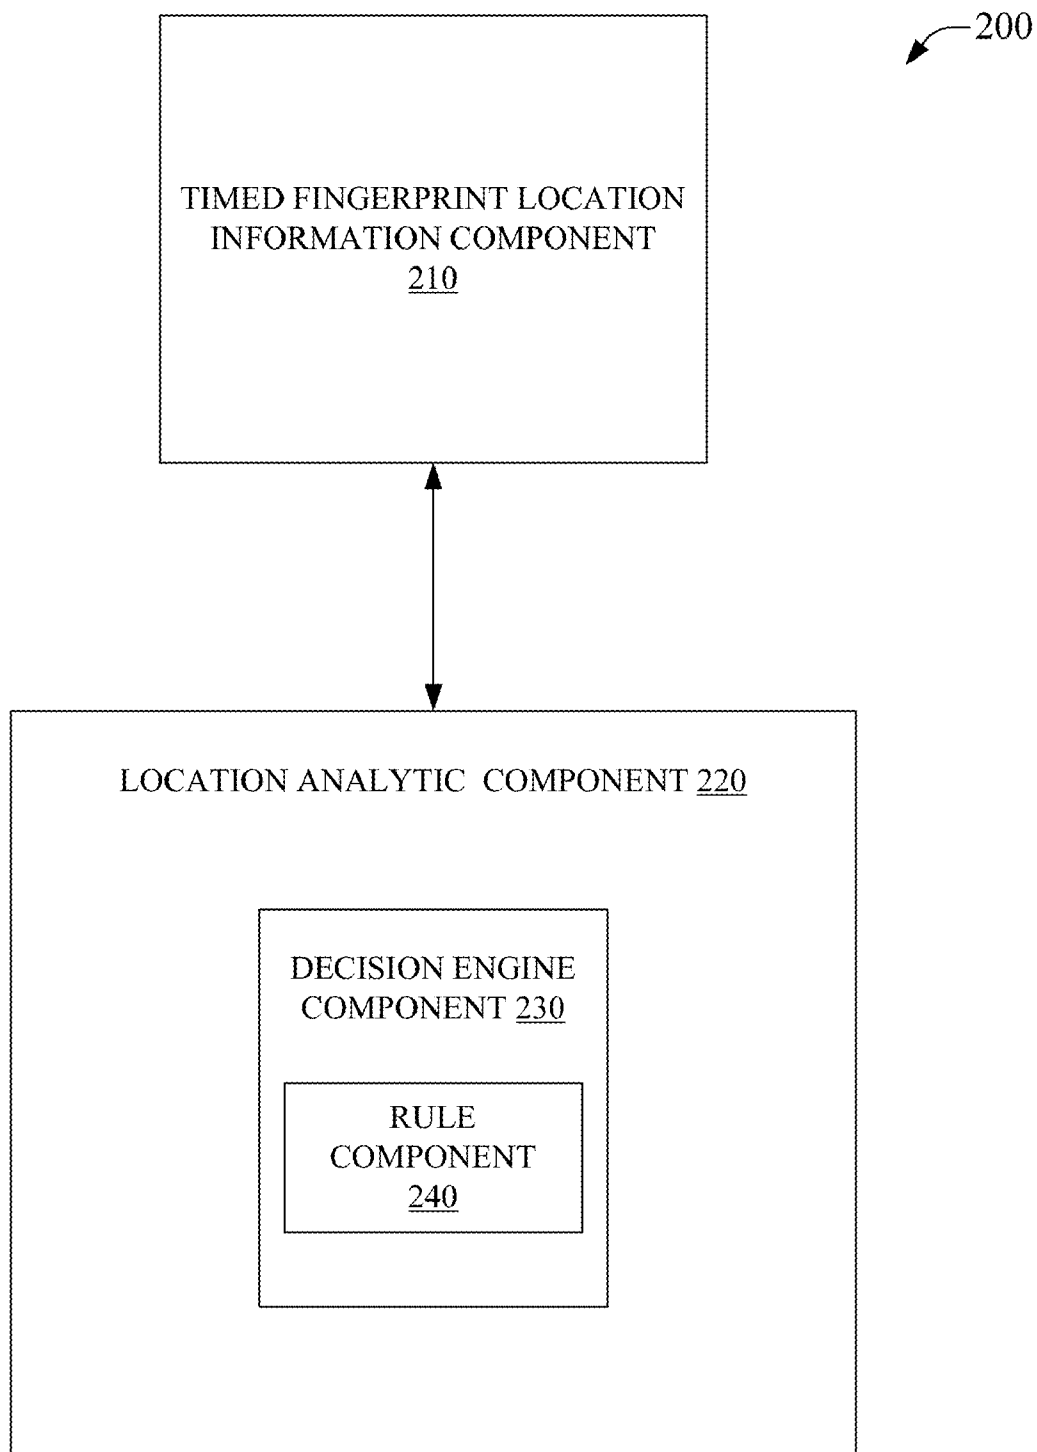 200
TIMED FINGERPRINT LOCATION
INFORMATION COMPONENT
210
LOCATION ANALYTIC COMPONENT 220
DECISION ENGINE
COMPONENT 230
RULE
COMPONENT
240